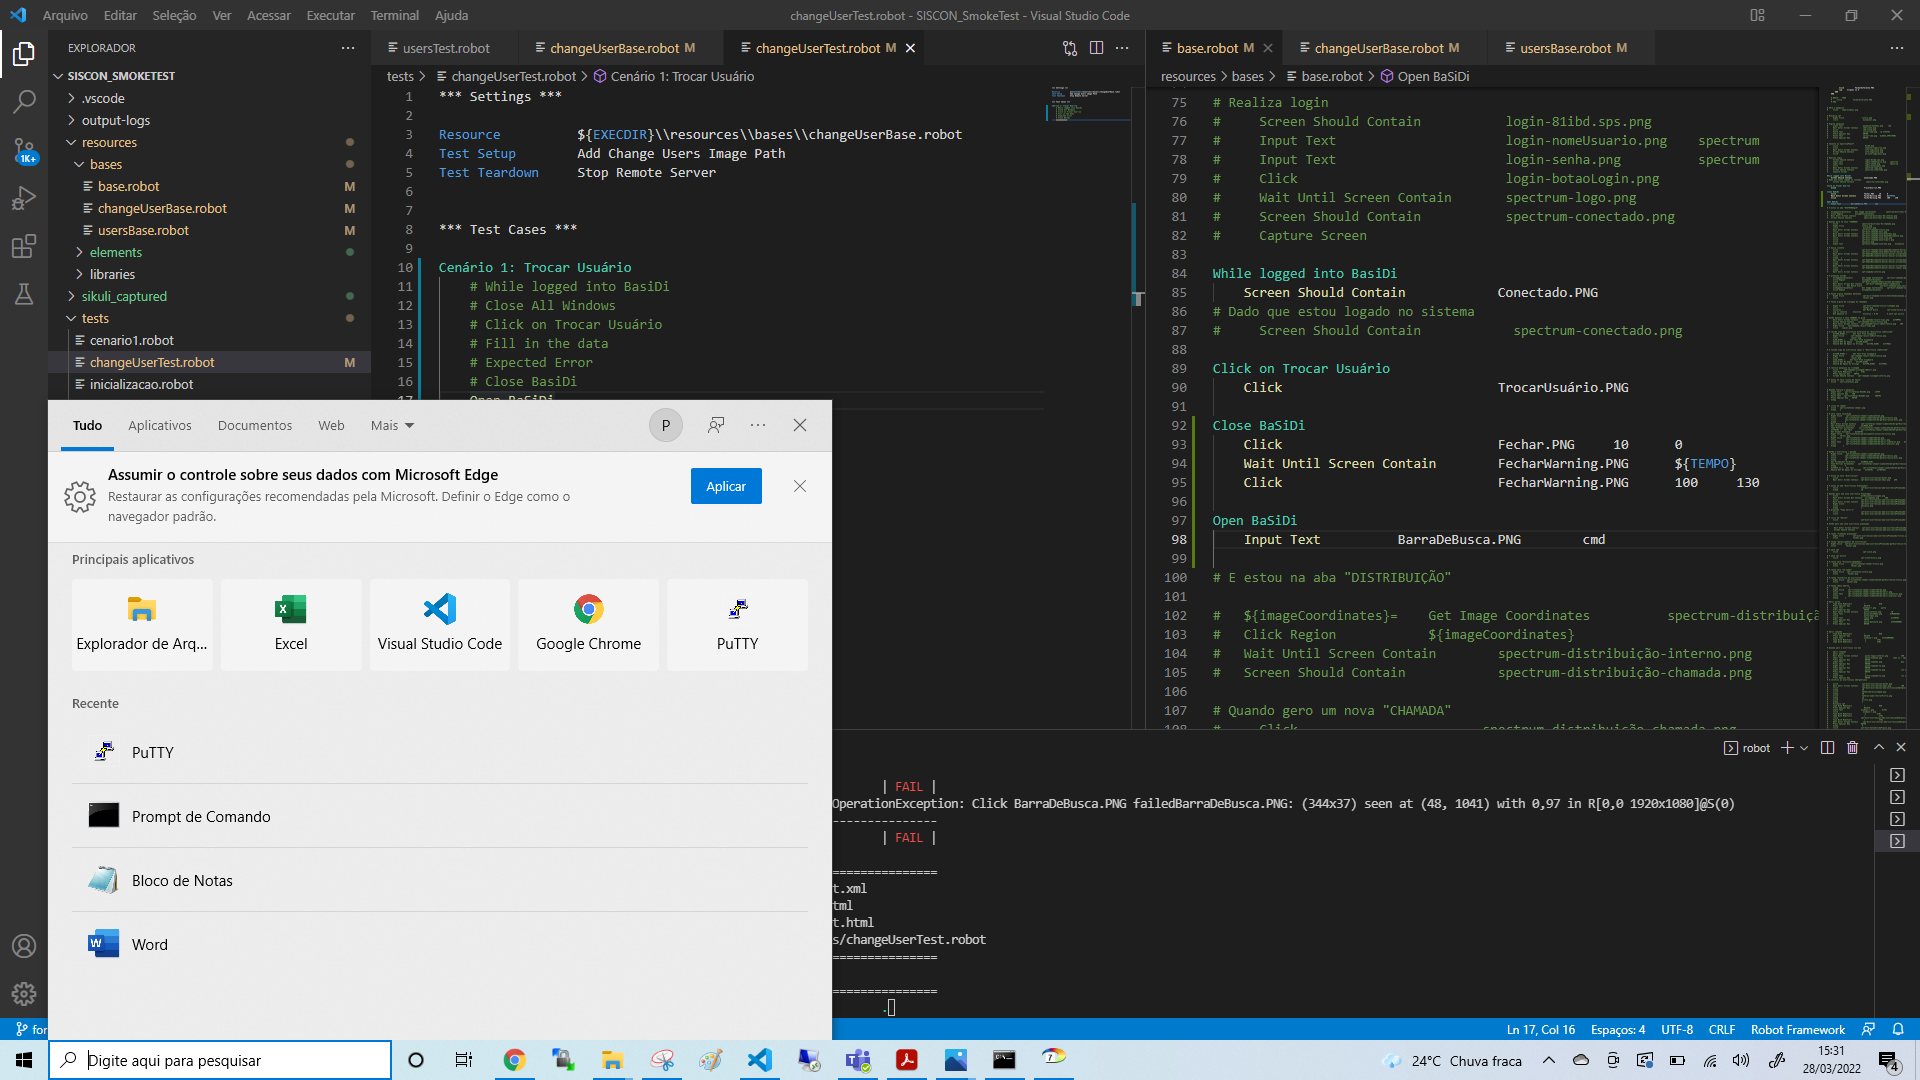 Arquivo Editar Seleção Ver Acessar Executar Terminal Ajuda
changeUserTest.robot - SISCON_SmokeTest - Visual Studio Code
EXPLORADOR
SISCON_SMOKETEST
.vscode
output-logs
resources
bases
base.robot M
changeUserBase.robot M
usersBase.robot M
elements
libraries
sikuli_captured
tests
cenario1.robot
changeUserTest.robot M
inicializacao.robot
1K+
usersTest.robot
changeUserBase.robot M
changeUserTest.robot M
tests > changeUserTest.robot > Cenário 1: Trocar Usuário
1 *** Settings ***
2
3 Resource ${EXECDIR}\\resources\\bases\\changeUserBase.robot
4 Test Setup Add Change Users Image Path
5 Test Teardown Stop Remote Server
6
7
8 *** Test Cases ***
9
10 Cenário 1: Trocar Usuário
11 # While logged into BasiDi
12 # Close All Windows
13 # Click on Trocar Usuário
14 # Fill in the data
15 # Expected Error
16 # Close BasiDi
17 Open BaSiDi
base.robot M
changeUserBase.robot M
usersBase.robot M
resources > bases > base.robot > Open BaSiDi
75 # Realiza login
76 # Screen Should Contain login-81ibd.sps.png
77 # Input Text login-nomeUsuario.png spectrum
78 # Input Text login-senha.png spectrum
79 # Click login-botaoLogin.png
80 # Wait Until Screen Contain spectrum-logo.png
81 # Screen Should Contain spectrum-conectado.png
82 # Capture Screen
83
84 While logged into BasiDi
85 Screen Should Contain Conectado.PNG
86 # Dado que estou logado no sistema
87 # Screen Should Contain spectrum-conectado.png
88
89 Click on Trocar Usuário
90 Click TrocarUsuário.PNG
91
92 Close BaSiDi
93 Click Fechar.PNG 10 0
94 Wait Until Screen Contain FecharWarning.PNG ${TEMPO}
95 Click FecharWarning.PNG 100 130
96
97 Open BaSiDi
98 Input Text BarraDeBusca.PNG cmd
99
100 # E estou na aba "DISTRIBUIÇÃO"
101
102 # ${imageCoordinates}= Get Image Coordinates spectrum-distribuiçã
103 # Click Region ${imageCoordinates}
104 # Wait Until Screen Contain spectrum-distribuição-interno.png
105 # Screen Should Contain spectrum-distribuição-chamada.png
106
107 # Quando gero um nova "CHAMADA"
108 # Click spectrum-distribuição-chamada.png
Tudo Aplicativos Documentos Web Mais
P
Assumir o controle sobre seus dados com Microsoft Edge
Restaurar as configurações recomendadas pela Microsoft. Definir o Edge como o
navegador padrão.
Aplicar
Principais aplicativos
Explorador de Arq...
Excel
Visual Studio Code
Google Chrome
PuTTY
Recente
PuTTY
Prompt de Comando
Bloco de Notas
Word
robot
| FAIL |
OperationException: Click BarraDeBusca.PNG failedBarraDeBusca.PNG: (344x37) seen at (48, 1041) with 0,97 in R[0,0 1920x1080]@S(0)
---------------
| FAIL |
===============
t.xml
tml
t.html
s/changeUserTest.robot
===============
===============
.
for
Ln 17, Col 16 Espaços: 4 UTF-8 CRLF Robot Framework
Digite aqui para pesquisar
24°C Chuva fraca
15:31
28/03/2022
4